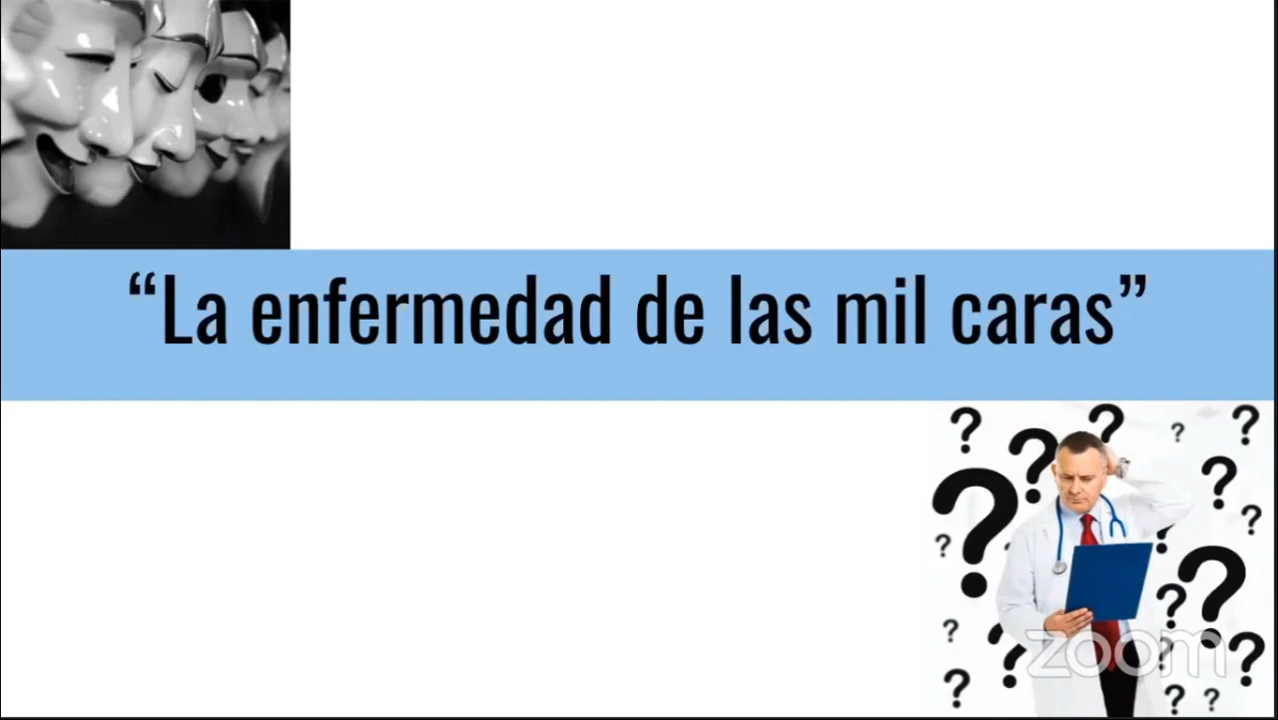 “La enfermedad de las mil caras”
? ? ? ? ? ? ? ? ? ? ? ? ? ? ? ? ? ?
zoom